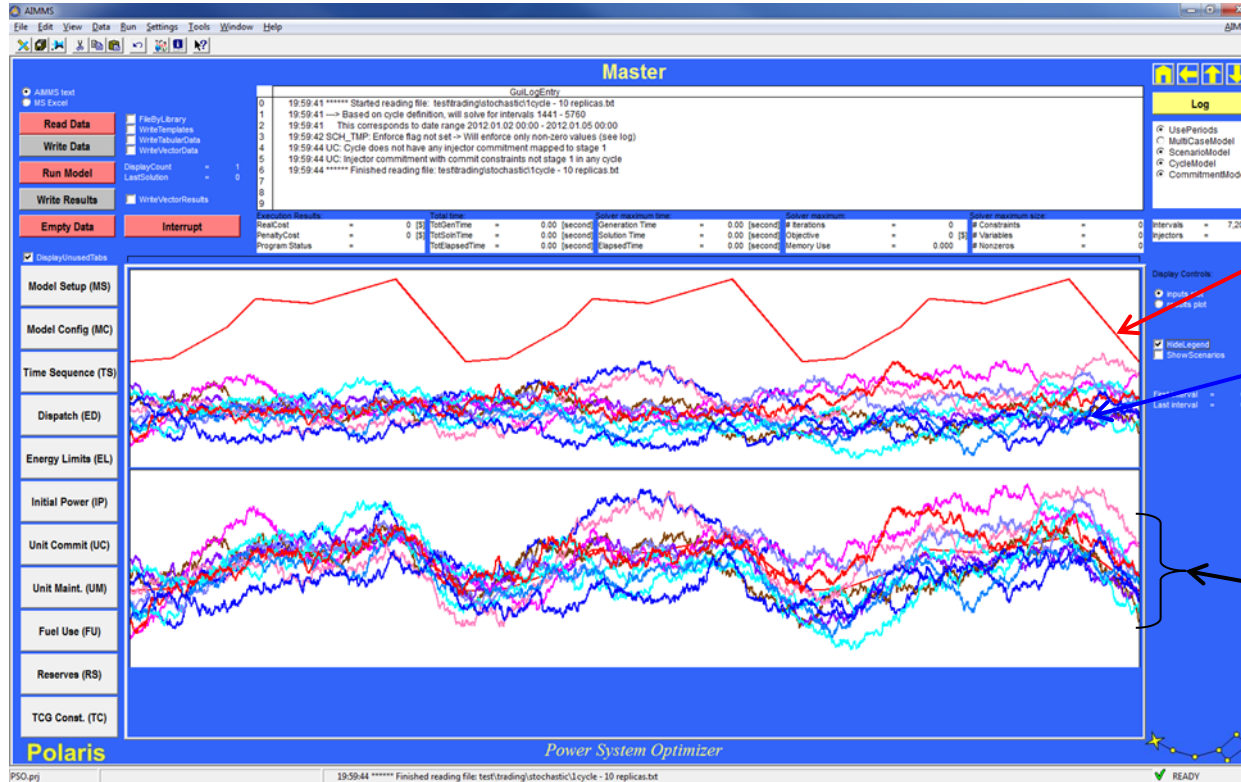 AIMMS
File Edit View Data Run Settings Tools Window Help
Master
AIMMS text
MS Excel
Read Data
Write Data
Run Model
Write Results
Empty Data
Interrupt
FileByLibrary
WriteTemplates
WriteTabularData
WriteVectorData
DisplayCount = 1
LastSolution = 0
WriteVectorResults
GuiLogEntry
0 19:59:41 ****** Started reading file: test\trading\stochastic\1cycle - 10 replicas.txt
1 19:59:41 ---> Based on cycle definition, will solve for intervals 1441 - 5760
2 19:59:41 This corresponds to date range 2012.01.02 00:00 - 2012.01.05 00:00
3 19:59:42 SCH_TMP: Enforce flag not set -> Will enforce only non-zero values (see log)
4 19:59:44 UC: Cycle does not have any injector commitment mapped to stage 1
5 19:59:44 UC: Injector commitment with commit constraints not stage 1 in any cycle
6 19:59:44 ****** Finished reading file: test\trading\stochastic\1cycle - 10 replicas.txt
7
8
9
Log
UsePeriods
MultiCaseModel
ScenarioModel
CycleModel
CommitmentMode
Execution Results: Total time: Solver maximum time: Solver maximum: Solver maximum size:
RealCost = 0 [$] TotGenTime = 0.00 [second] Generation Time = 0.00 [second] # Iterations = 0 # Constraints = 0 Intervals = 7,20
PenaltyCost = 0 [$] TotSolnTime = 0.00 [second] Solution Time = 0.00 [second] Objective = 0 [$] # Variables = 0 Injectors =
Program Status = TotElapsedTime = 0.00 [second] ElapsedTime = 0.00 [second] Memory Use = 0.000 # Nonzeros = 0
DisplayUnusedTabs
Model Setup (MS)
Model Config (MC)
Time Sequence (TS)
Dispatch (ED)
Energy Limits (EL)
Initial Power (IP)
Unit Commit (UC)
Unit Maint. (UM)
Fuel Use (FU)
Reserves (RS)
TCG Const. (TC)
Display Controls:
inputs plot
results plot
HideLegend
ShowScenarios
First interval =
Last interval =
Polaris
Power System Optimizer
PSO.prj
19:59:44 ****** Finished reading file: test\trading\stochastic\1cycle - 10 replicas.txt
READY